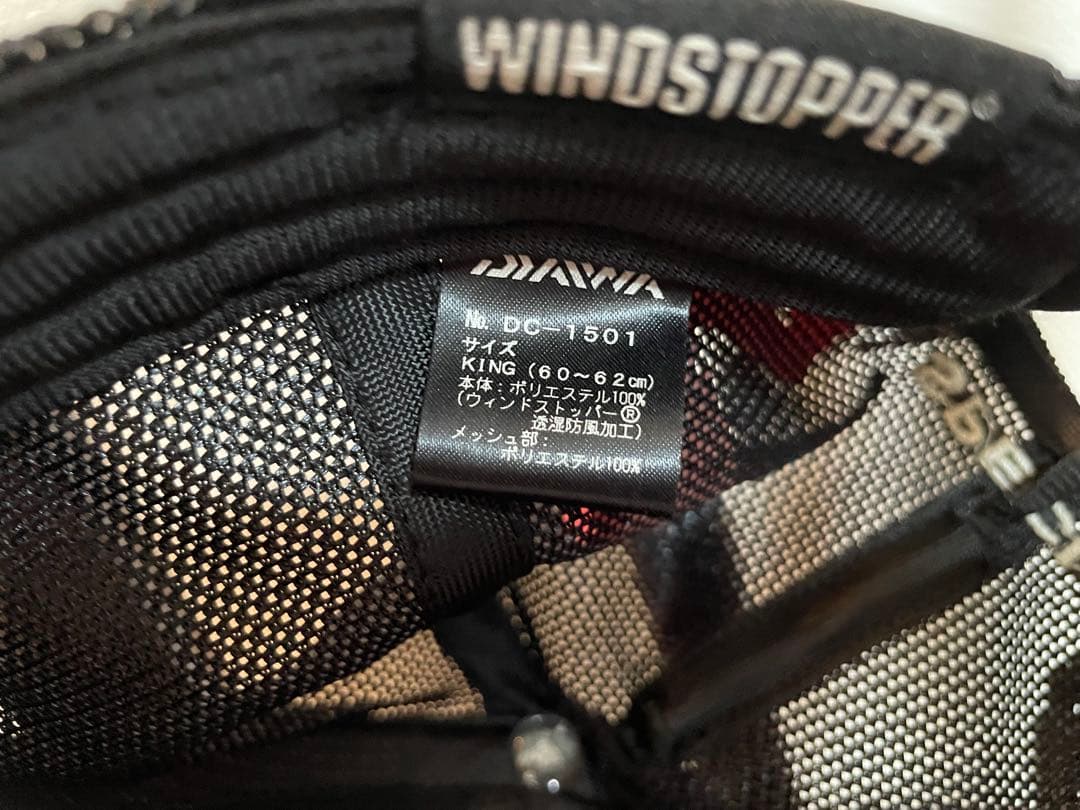 WINDSTOPPER®
DAIWA
№ DC-1501
サイズ
KING (60～62㎝)
本体：ポリエステル100%
(ウィンドストッパー®
透湿防風加工)
メッシュ部：
ポリエステル100%